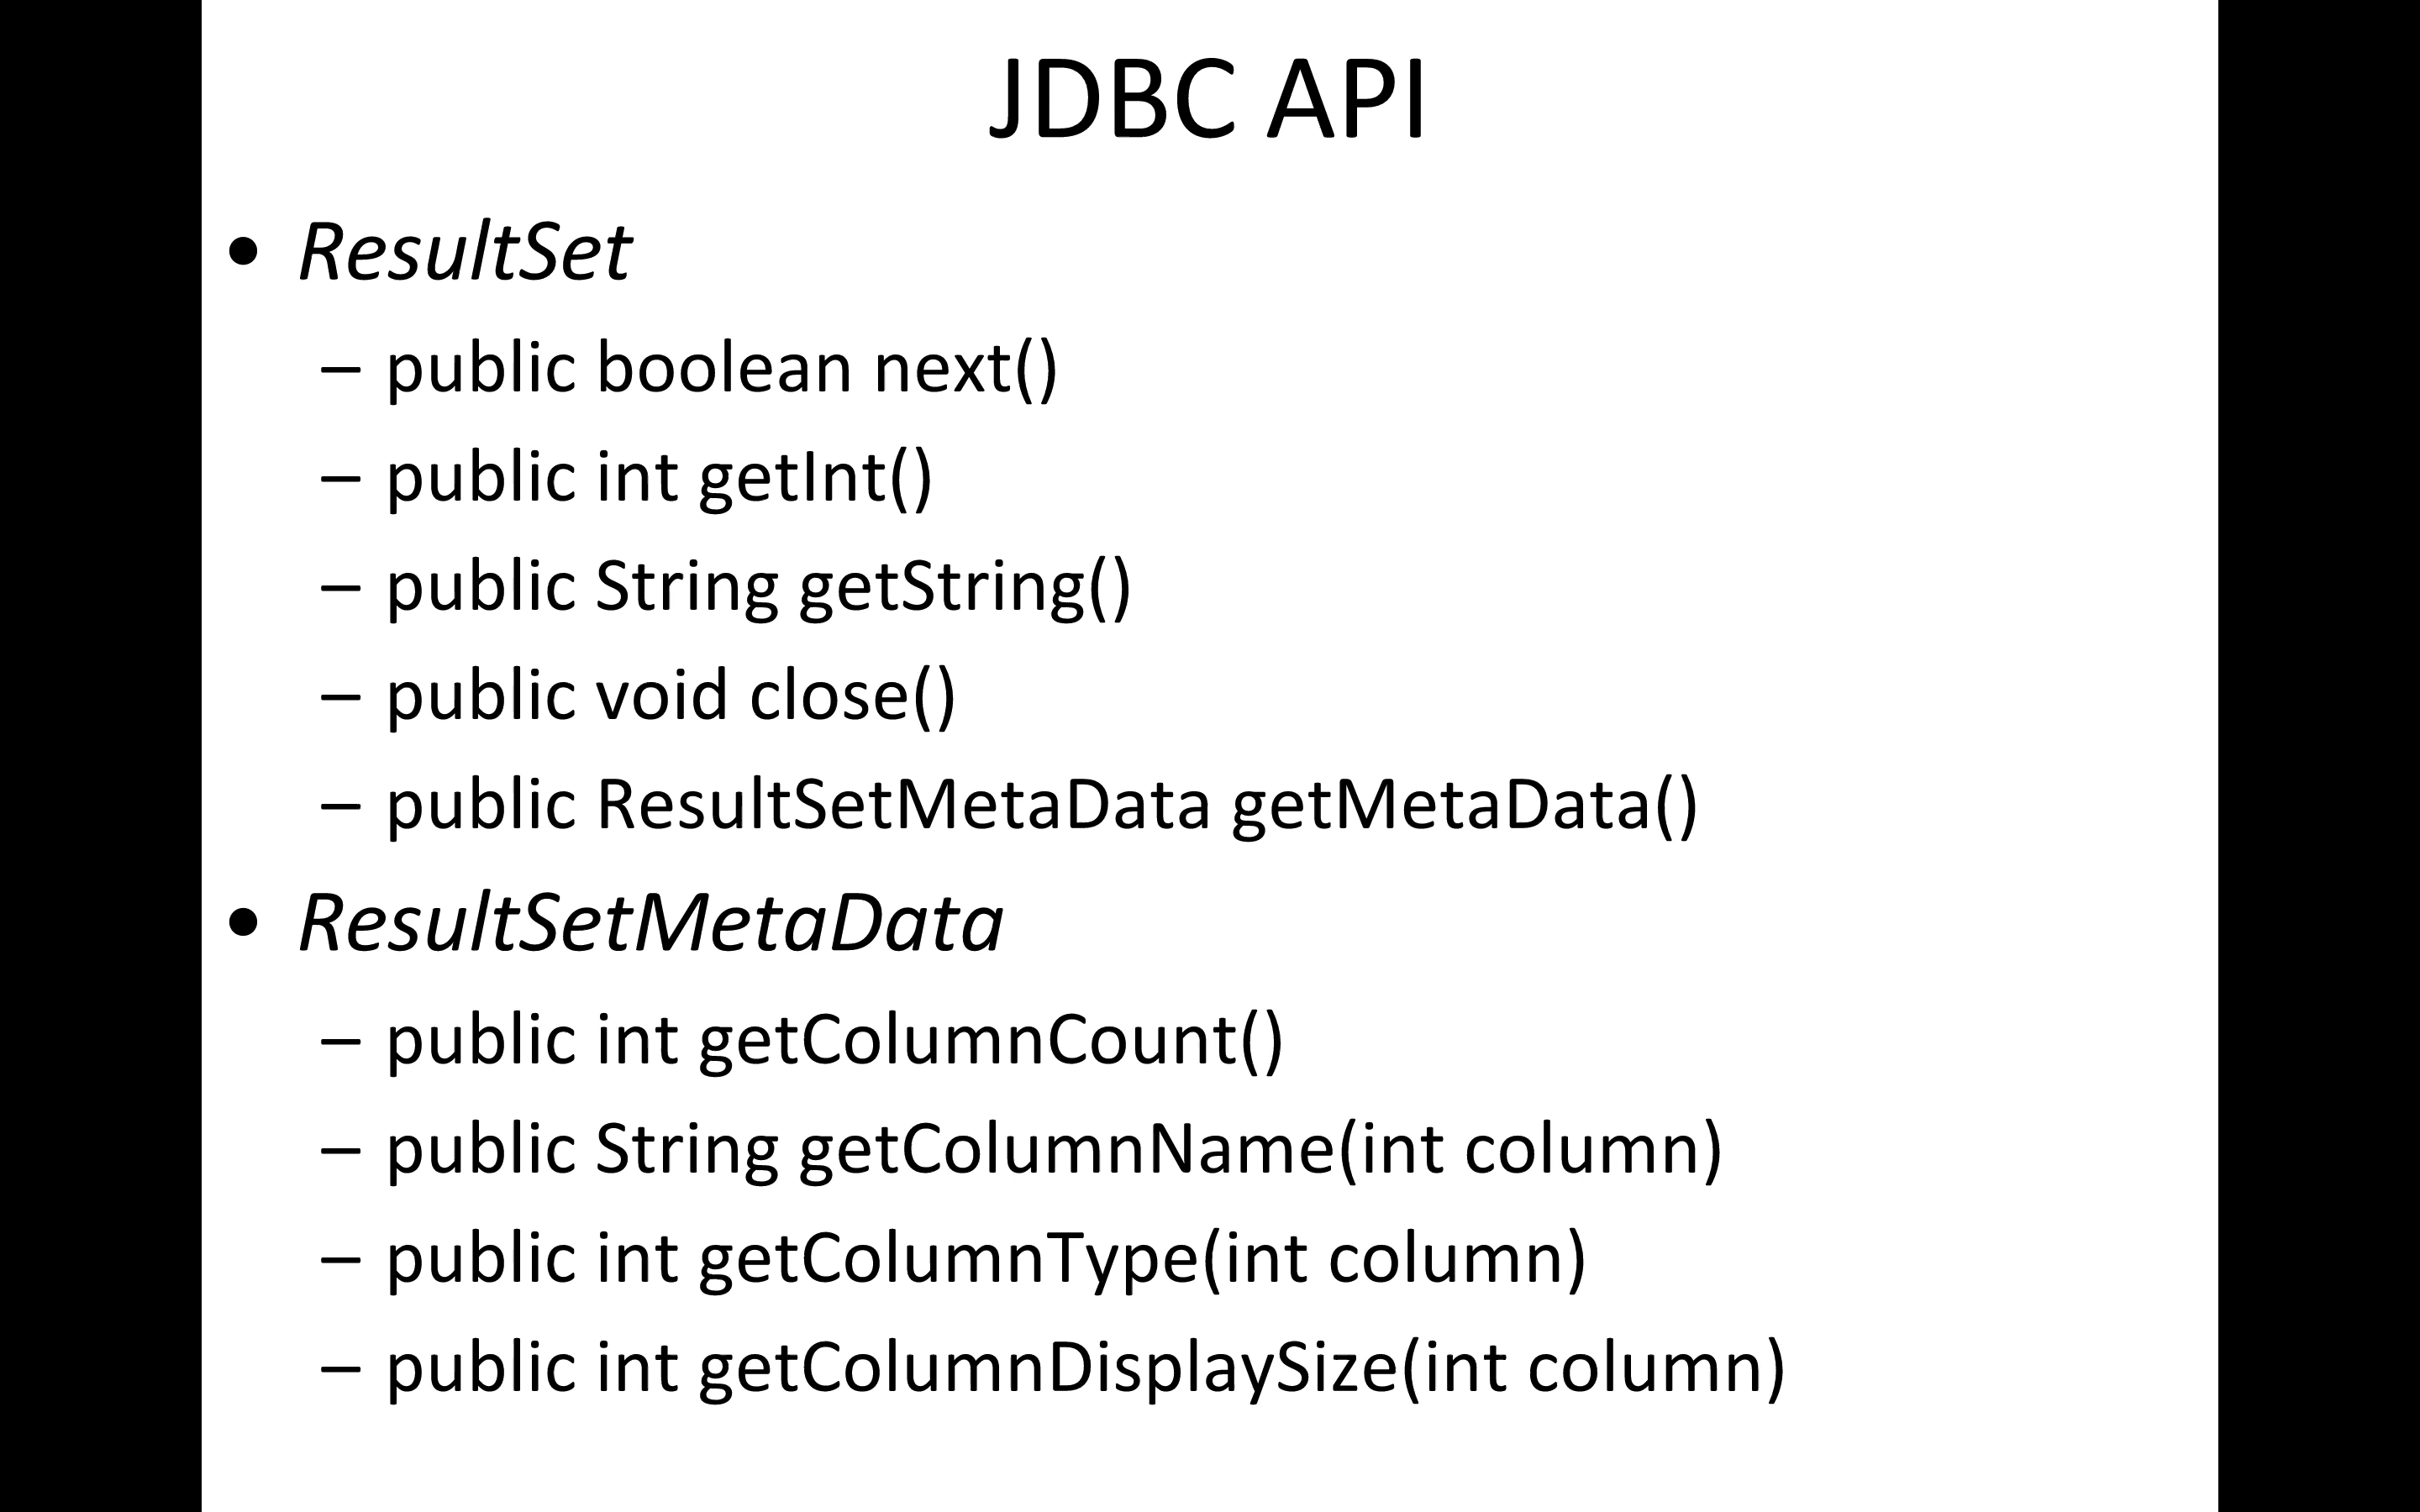 JDBC API
• ResultSet
– public boolean next()
– public int getInt()
– public String getString()
– public void close()
– public ResultSetMetaData getMetaData()
• ResultSetMetaData
– public int getColumnCount()
– public String getColumnName(int column)
– public int getColumnType(int column)
– public int getColumnDisplaySize(int column)